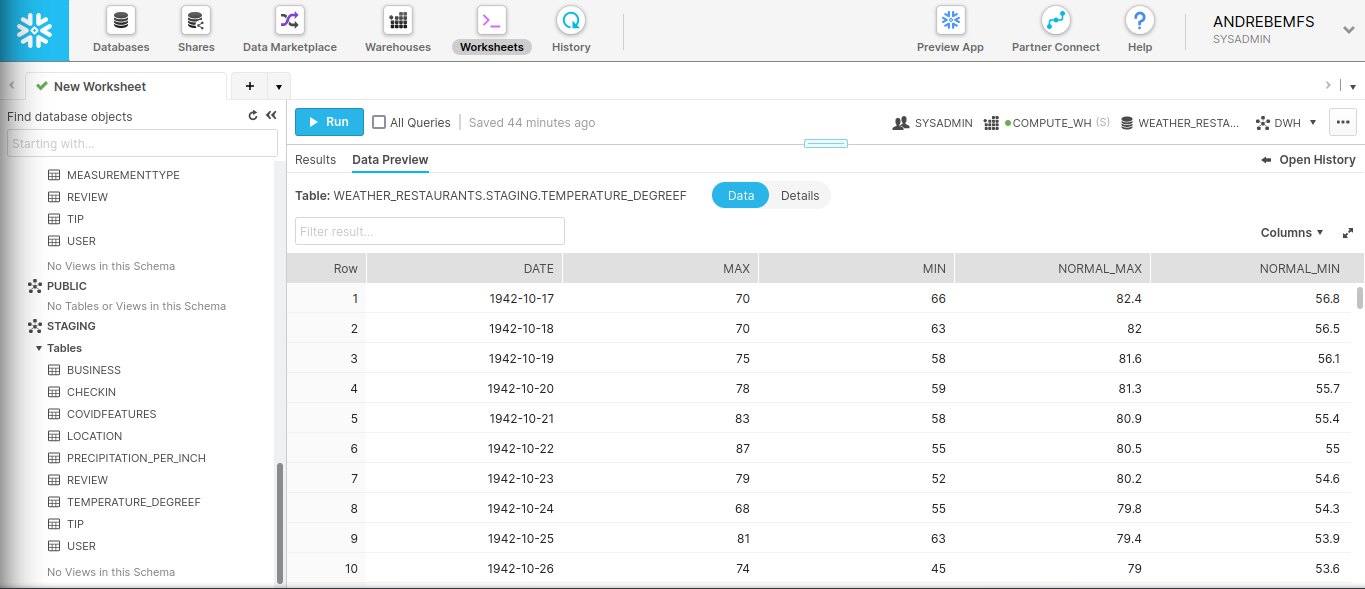 Databases Shares Data Marketplace Warehouses Worksheets History Preview App Partner Connect Help
ANDREBEMFS
SYSADMIN
New Worksheet
Find database objects
Starting with...
MEASUREMENTTYPE
REVIEW
TIP
USER
No Views in this Schema
PUBLIC
No Tables or Views in this Schema
STAGING
Tables
BUSINESS
CHECKIN
COVIDFEATURES
LOCATION
PRECIPITATION_PER_INCH
REVIEW
TEMPERATURE_DEGREEF
TIP
USER
No Views in this Schema
Run All Queries Saved 44 minutes ago SYSADMIN COMPUTE_WH (S) WEATHER_RESTA... DWH
Results Data Preview Open History
Table: WEATHER_RESTAURANTS.STAGING.TEMPERATURE_DEGREEF Data Details
Filter result...
Columns
Row DATE MAX MIN NORMAL_MAX NORMAL_MIN
1 1942-10-17 70 66 82.4 56.8
2 1942-10-18 70 63 82 56.5
3 1942-10-19 75 58 81.6 56.1
4 1942-10-20 78 59 81.3 55.7
5 1942-10-21 83 58 80.9 55.4
6 1942-10-22 87 55 80.5 55
7 1942-10-23 79 52 80.2 54.6
8 1942-10-24 68 55 79.8 54.3
9 1942-10-25 81 63 79.4 53.9
10 1942-10-26 74 45 79 53.6